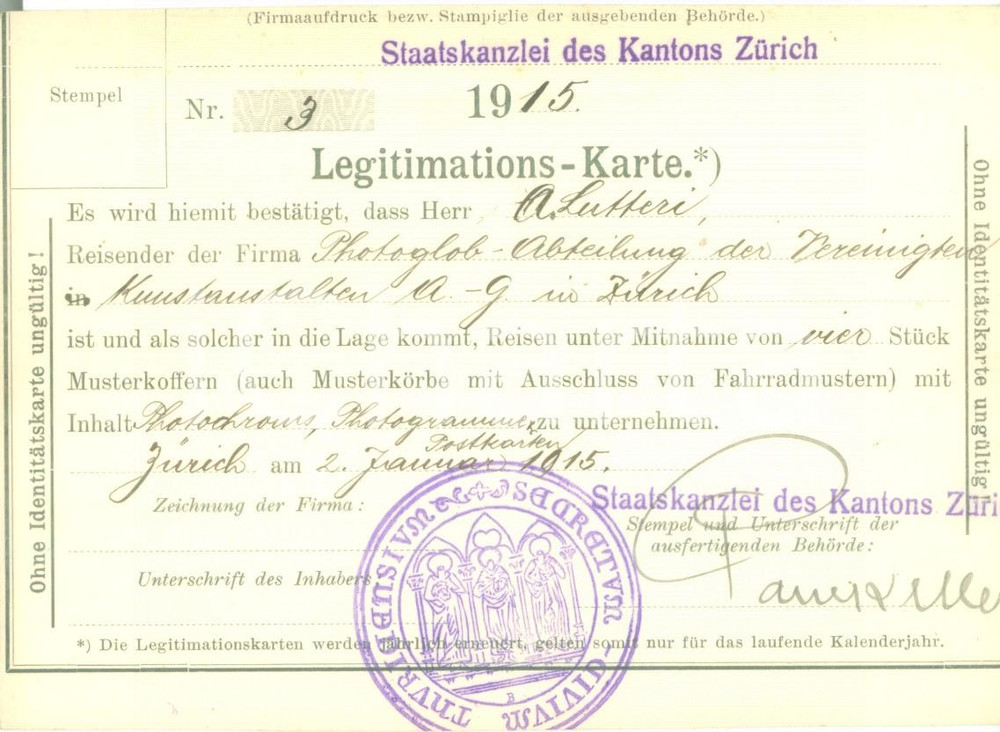 (Firmaaufdruck bezw. Stampiglie der ausgebenden Behörde.)
Staatskanzlei des Kantons Zürich
Stempel
Nr. 3 1915.
Legitimations-Karte.*)
Es wird hiemit bestätigt, dass Herr A. Lutteri,
Reisender der Firma Photoglob-Abteilung der Vereinigten
in Kunstanstalten A.-G. in Zürich
ist und als solcher in die Lage kommt, Reisen unter Mitnahme von vier Stück
Musterkoffern (auch Musterkörbe mit Ausschluss von Fahrradmustern) mit
Inhalt Photochroms, Photogramme, zu unternehmen.
Postkarten
Zürich am 2. Januar 1915.
Zeichnung der Firma:
Staatskanzlei des Kantons Züri
Stempel und Unterschrift der
ausfertigenden Behörde:
Unterschrift des Inhabers:
*) Die Legitimationskarten werden jährlich erneuert, gelten somit nur für das laufende Kalenderjahr.
Ohne Identitätskarte ungültig!
Ohne Identitätskarte ungültig
SECRETVM CIVIVM THVRICENSIVM